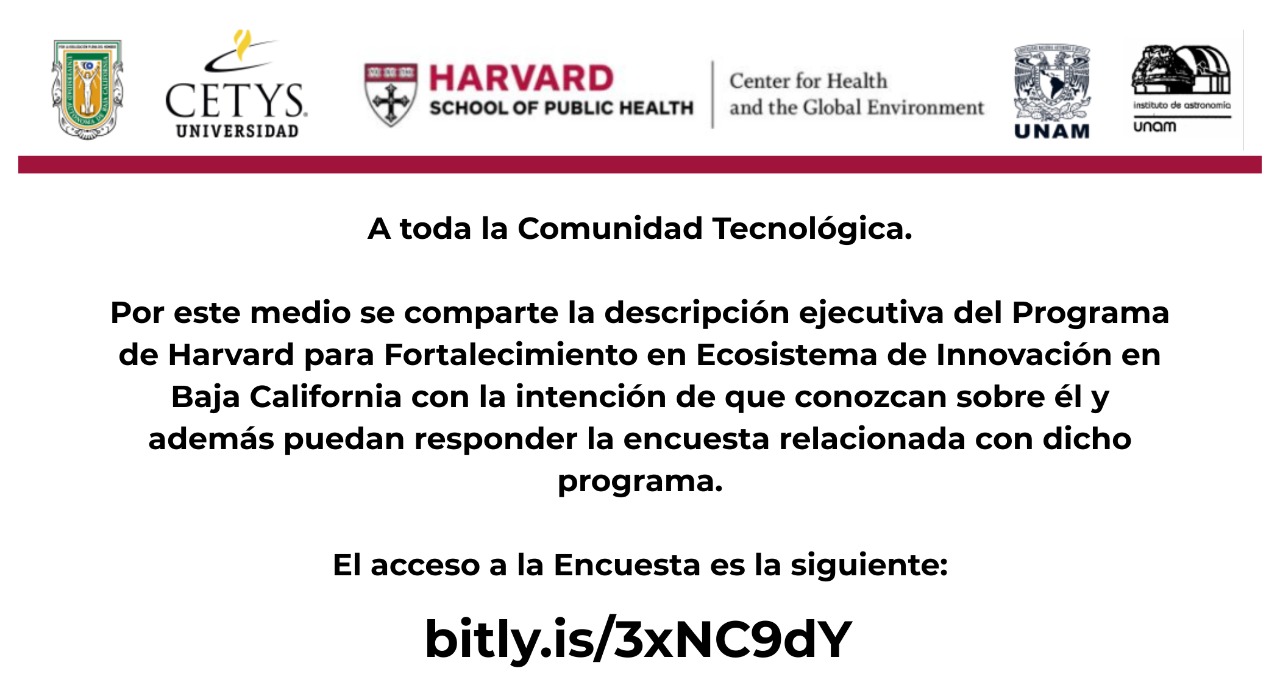 CETYS
UNIVERSIDAD
HARVARD
SCHOOL OF PUBLIC HEALTH
Center for Health
and the Global Environment
UNAM
instituto de astronomía
unam
A toda la Comunidad Tecnológica.
Por este medio se comparte la descripción ejecutiva del Programa
de Harvard para Fortalecimiento en Ecosistema de Innovación en
Baja California con la intención de que conozcan sobre él y
además puedan responder la encuesta relacionada con dicho
programa.
El acceso a la Encuesta es la siguiente:
bitly.is/3xNC9dY